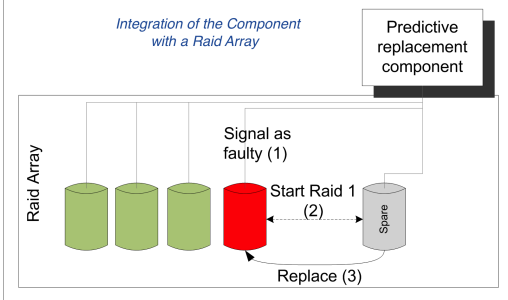 Integration of the Component
with a Raid Array
Predictive
replacement
component
Raid Array
Signal as
faulty (1)
Start Raid 1
(2)
Spare
Replace (3)